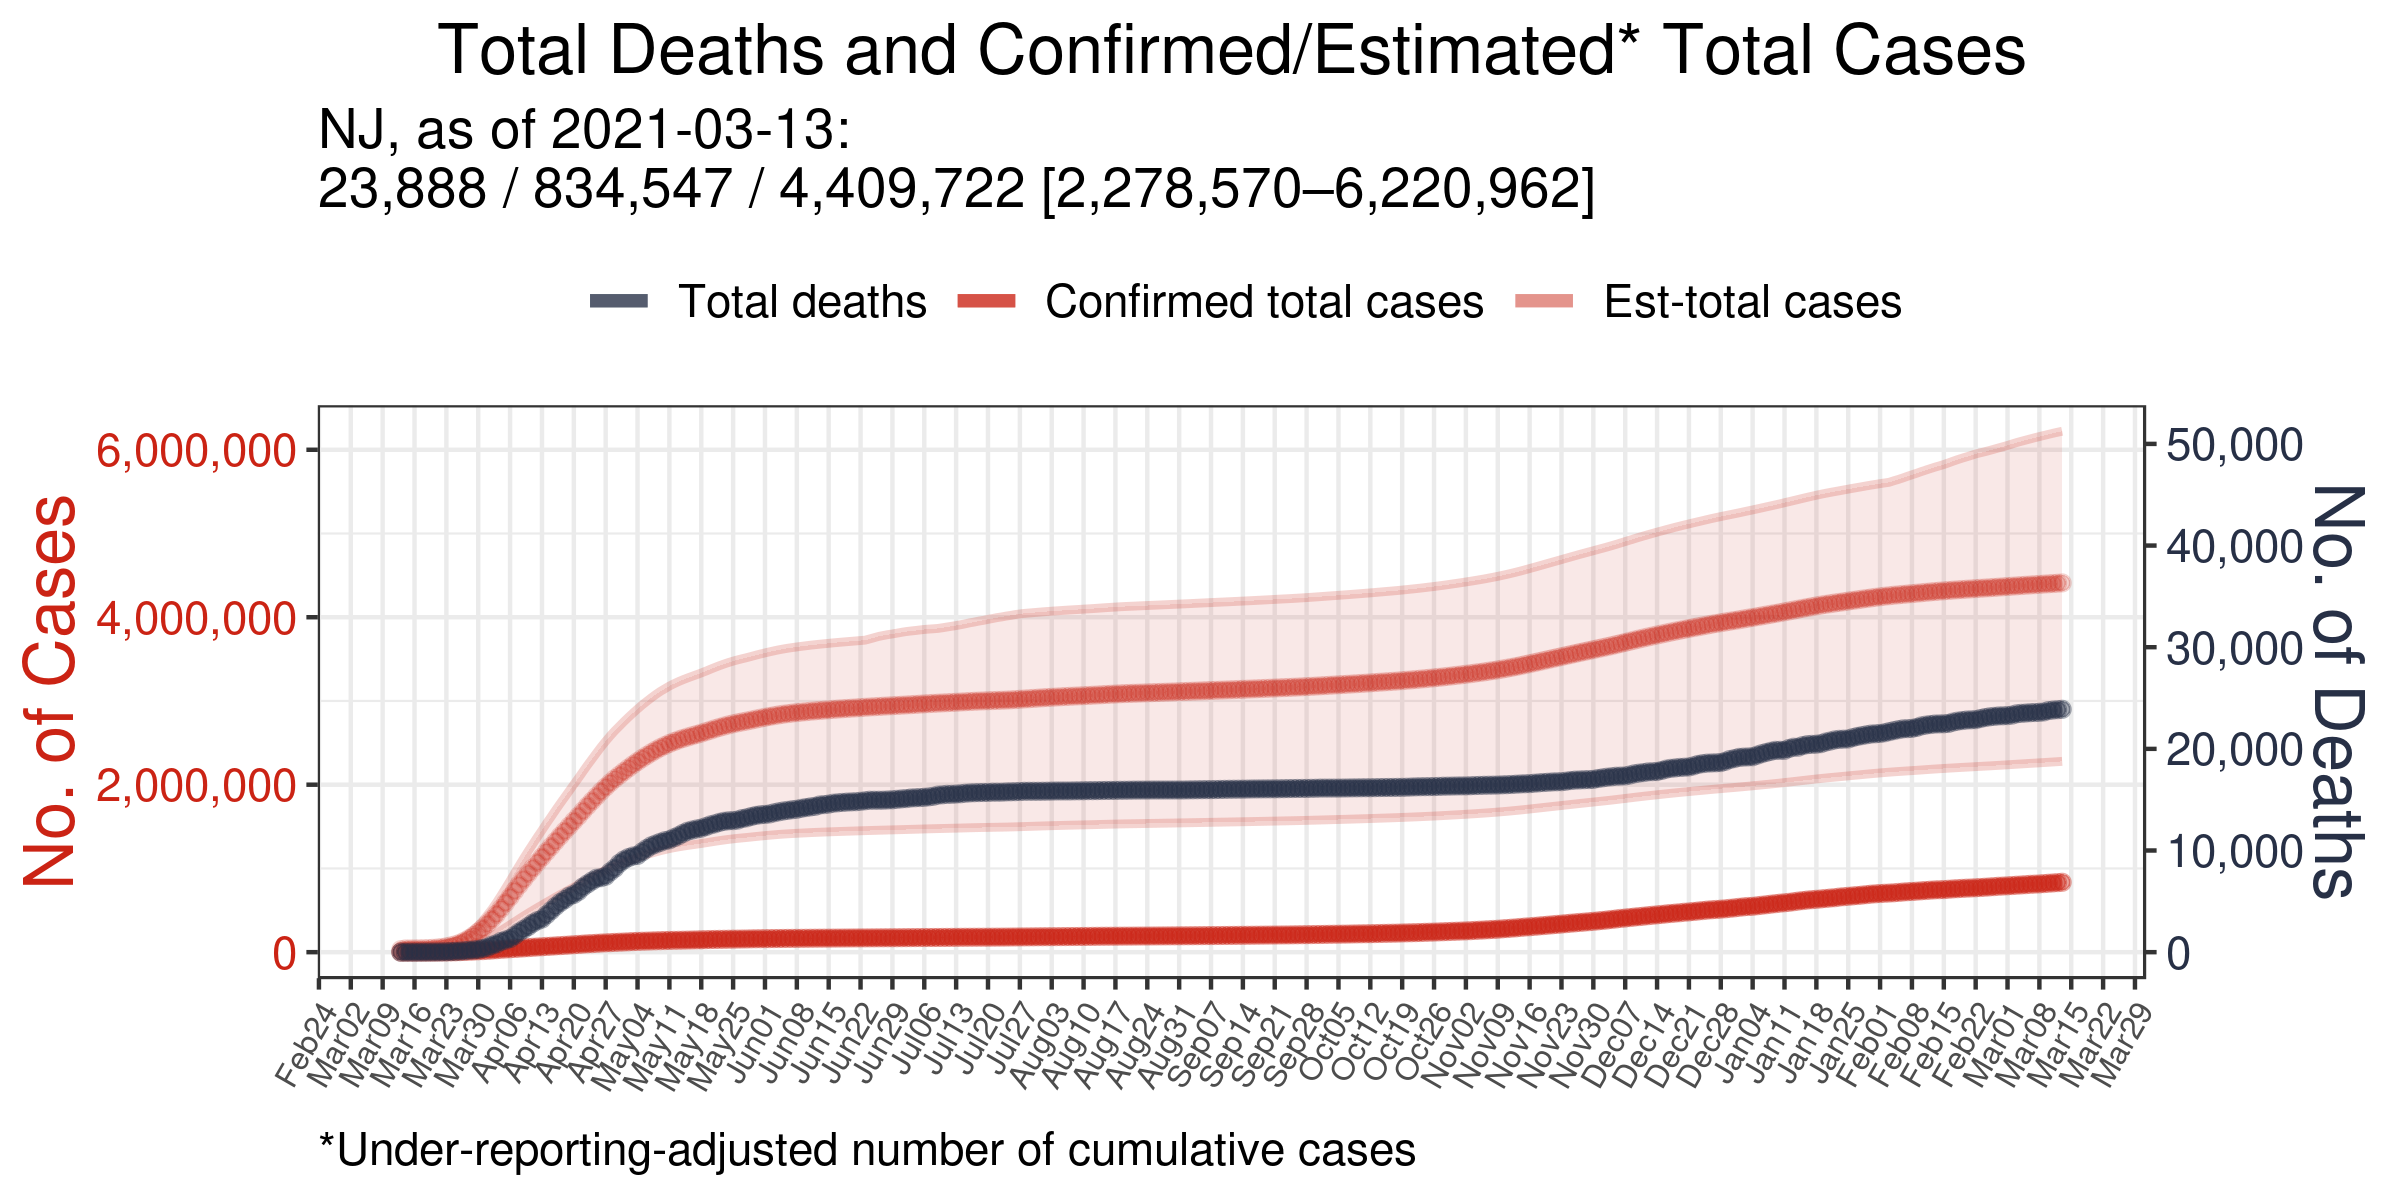 Total Deaths and Confirmed/Estimated* Total Cases
NJ, as of 2021-03-13:
23,888 / 834,547 / 4,409,722 [2,278,570–6,220,962]
Total deaths
Confirmed total cases
Est-total cases
No. of Cases
6,000,000
4,000,000
2,000,000
0
50,000
40,000
30,000
20,000
10,000
0
No. of Deaths
Feb24
Mar02
Mar09
Mar16
Mar23
Mar30
Apr06
Apr13
Apr20
Apr27
May04
May11
May18
May25
Jun01
Jun08
Jun15
Jun22
Jun29
Jul06
Jul13
Jul20
Jul27
Aug03
Aug10
Aug17
Aug24
Aug31
Sep07
Sep14
Sep21
Sep28
Oct05
Oct12
Oct19
Oct26
Nov02
Nov09
Nov16
Nov23
Nov30
Dec07
Dec14
Dec21
Dec28
Jan04
Jan11
Jan18
Jan25
Feb01
Feb08
Feb15
Feb22
Mar01
Mar08
Mar15
Mar22
Mar29
*Under-reporting-adjusted number of cumulative cases